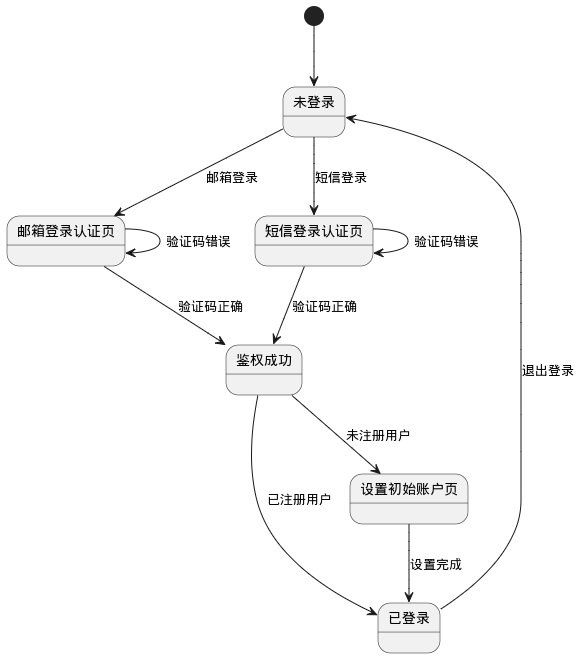 未登录
邮箱登录
短信登录
邮箱登录认证页
验证码错误
短信登录认证页
验证码错误
验证码正确
验证码正确
鉴权成功
退出登录
未注册用户
设置初始账户页
已注册用户
设置完成
已登录